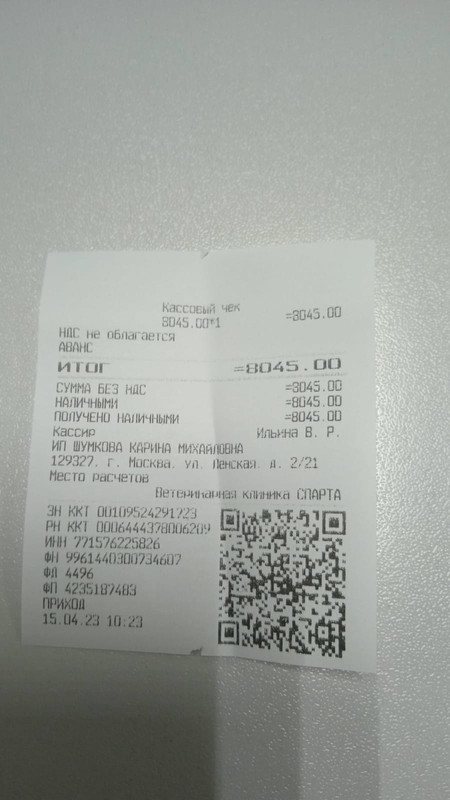 Кассовый чек
8045.00*1 =8045.00
НДС не облагается
АВАНС
ИТОГ =8045.00
СУММА БЕЗ НДС =8045.00
НАЛИЧНЫМИ =8045.00
ПОЛУЧЕНО НАЛИЧНЫМИ =8045.00
Кассир Ильина В. Р.
ИП ШУМКОВА КАРИНА МИХАЙЛОВНА
129327. г. Москва. ул. Ленская. д. 2/21
Место расчетов
Ветеринарная клиника СПАРТА
ЗН ККТ 00109524291723
РН ККТ 0006444378006209
ИНН 771576225826
ФН 9961440300734607
ФД 4496
ФП 4235187483
ПРИХОД
15.04.23 10:23